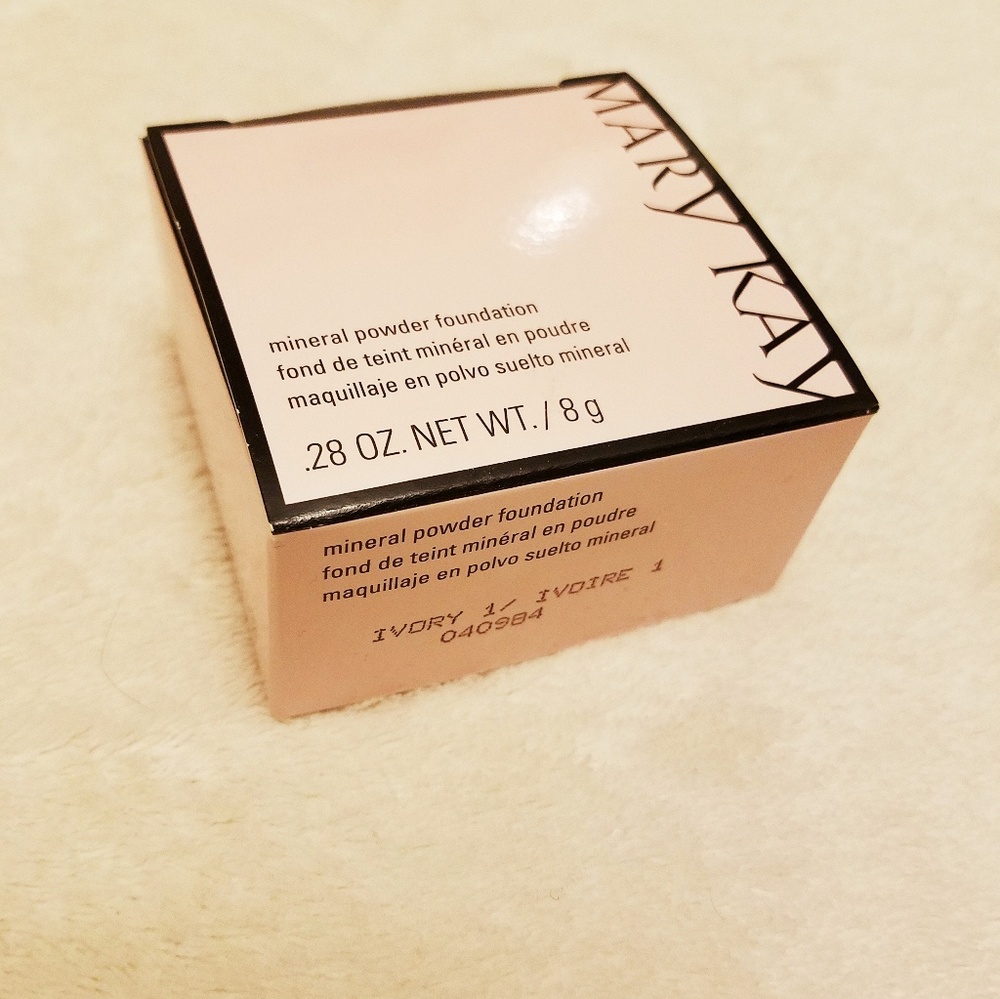 MARY KAY
mineral powder foundation
fond de teint minéral en poudre
maquillaje en polvo suelto mineral
.28 OZ. NET WT. / 8 g
mineral powder foundation
fond de teint minéral en poudre
maquillaje en polvo suelto mineral
IVORY 1/ IVOIRE 1
040984